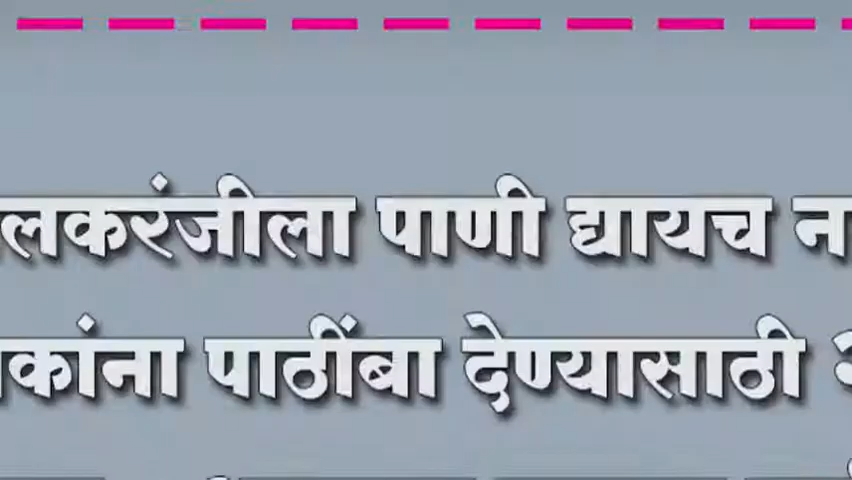 लकरंजीला पाणी द्यायच न
कांना पाठींबा देण्यासाठी